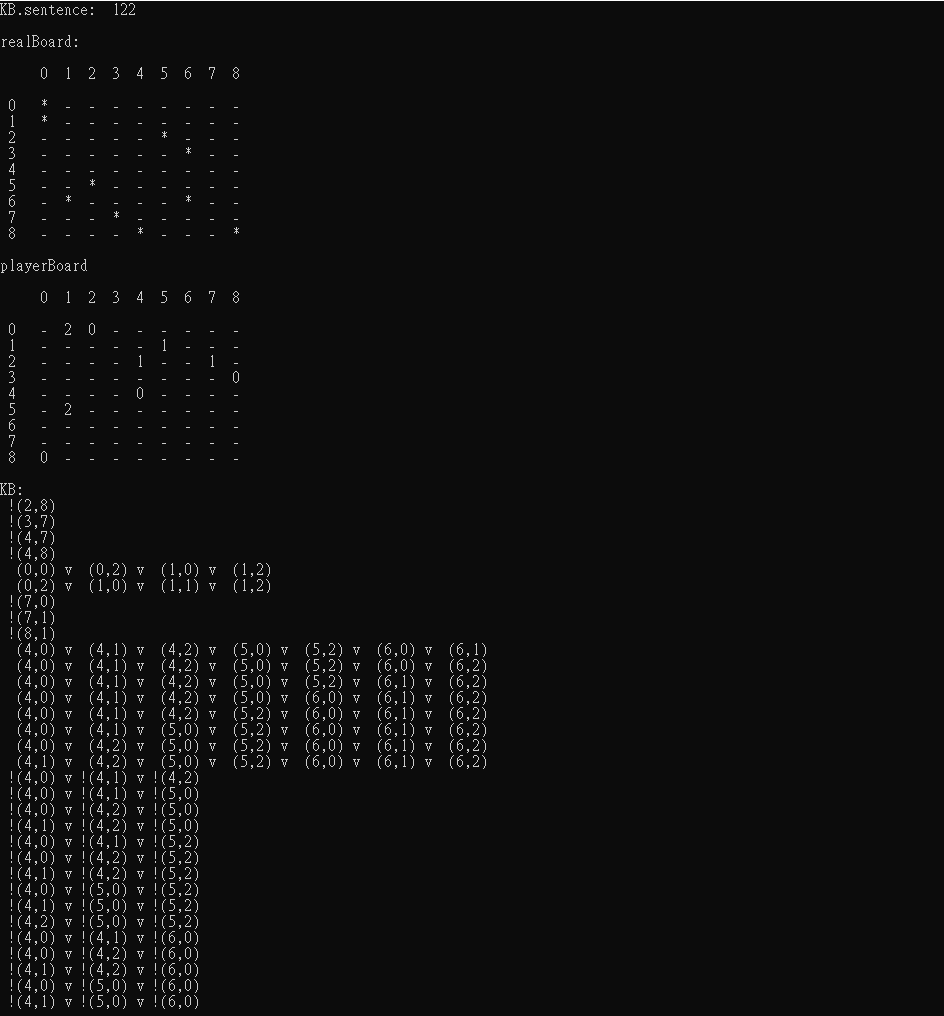 KB.sentence:  122
realBoard:
     0  1  2  3  4  5  6  7  8
 0   *  -  -  -  -  -  -  -  -
 1   *  -  -  -  -  -  -  -  -
 2   -  -  -  -  -  *  -  -  -
 3   -  -  -  -  -  -  *  -  -
 4   -  -  -  -  -  -  -  -  -
 5   -  -  *  -  -  -  -  -  -
 6   -  *  -  -  -  -  *  -  -
 7   -  -  -  *  -  -  -  -  -
 8   -  -  -  -  *  -  -  -  *
playerBoard
     0  1  2  3  4  5  6  7  8
 0   -  2  0  -  -  -  -  -  -
 1   -  -  -  -  -  1  -  -  -
 2   -  -  -  -  1  -  -  1  -
 3   -  -  -  -  -  -  -  -  0
 4   -  -  -  -  0  -  -  -  -
 5   -  2  -  -  -  -  -  -  -
 6   -  -  -  -  -  -  -  -  -
 7   -  -  -  -  -  -  -  -  -
 8   0  -  -  -  -  -  -  -  -
KB:
 !(2,8)
 !(3,7)
 !(4,7)
 !(4,8)
  (0,0) v  (0,2) v  (1,0) v  (1,2)
  (0,2) v  (1,0) v  (1,1) v  (1,2)
 !(7,0)
 !(7,1)
 !(8,1)
  (4,0) v  (4,1) v  (4,2) v  (5,0) v  (5,2) v  (6,0) v  (6,1)
  (4,0) v  (4,1) v  (4,2) v  (5,0) v  (5,2) v  (6,0) v  (6,2)
  (4,0) v  (4,1) v  (4,2) v  (5,0) v  (5,2) v  (6,1) v  (6,2)
  (4,0) v  (4,1) v  (4,2) v  (5,0) v  (6,0) v  (6,1) v  (6,2)
  (4,0) v  (4,1) v  (4,2) v  (5,2) v  (6,0) v  (6,1) v  (6,2)
  (4,0) v  (4,1) v  (5,0) v  (5,2) v  (6,0) v  (6,1) v  (6,2)
  (4,0) v  (4,2) v  (5,0) v  (5,2) v  (6,0) v  (6,1) v  (6,2)
  (4,1) v  (4,2) v  (5,0) v  (5,2) v  (6,0) v  (6,1) v  (6,2)
 !(4,0) v !(4,1) v !(4,2)
 !(4,0) v !(4,1) v !(5,0)
 !(4,0) v !(4,2) v !(5,0)
 !(4,1) v !(4,2) v !(5,0)
 !(4,0) v !(4,1) v !(5,2)
 !(4,0) v !(4,2) v !(5,2)
 !(4,1) v !(4,2) v !(5,2)
 !(4,0) v !(5,0) v !(5,2)
 !(4,1) v !(5,0) v !(5,2)
 !(4,2) v !(5,0) v !(5,2)
 !(4,0) v !(4,1) v !(6,0)
 !(4,0) v !(4,2) v !(6,0)
 !(4,1) v !(4,2) v !(6,0)
 !(4,0) v !(5,0) v !(6,0)
 !(4,1) v !(5,0) v !(6,0)